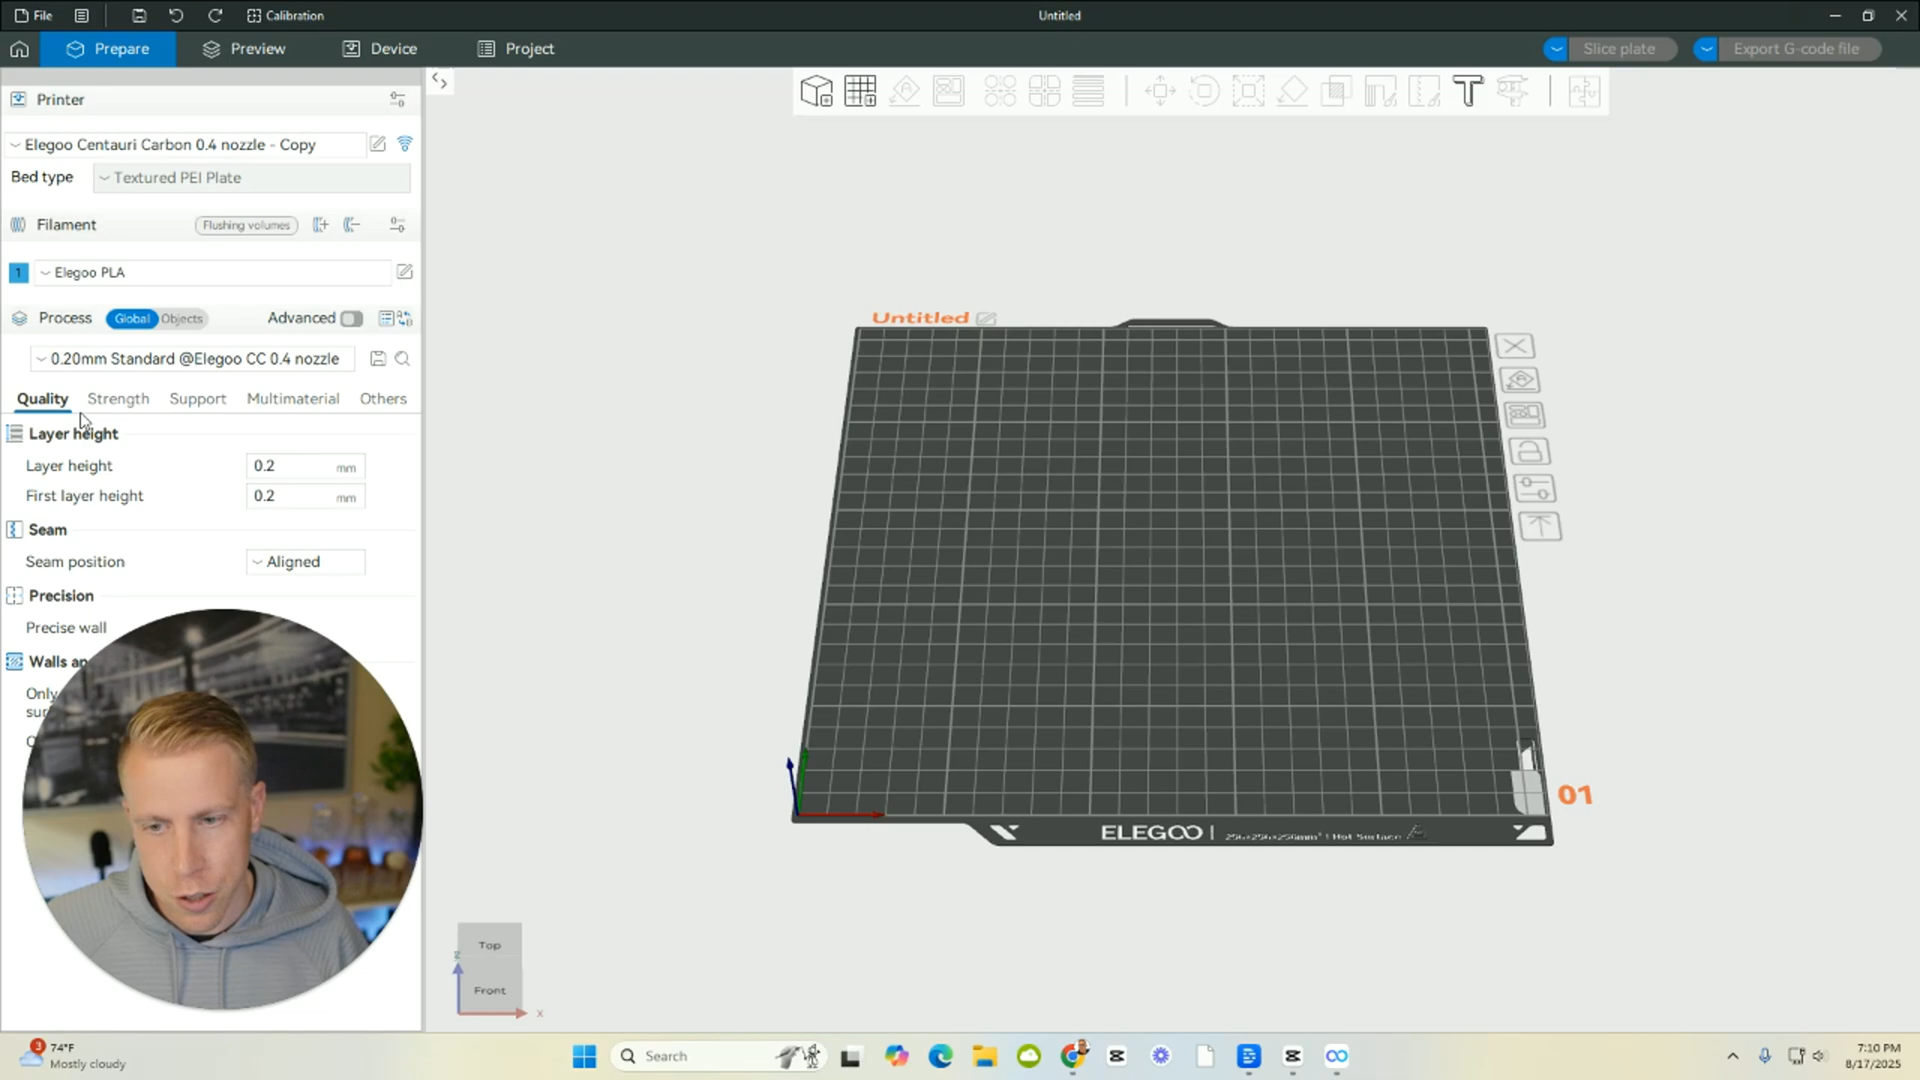 File
Calibration
Untitled
Prepare
Preview
Device
Project
Slice plate
Export G-code file
Printer
Elegoo Centauri Carbon 0.4 nozzle - Copy
Bed type
Textured PEI Plate
Filament
Flushing volumes
1
Elegoo PLA
Process
Global
Objects
Advanced
0.20mm Standard @Elegoo CC 0.4 nozzle
Quality
Strength
Support
Multimaterial
Others
Layer height
Layer height
0.2
mm
First layer height
0.2
mm
Seam
Seam position
Aligned
Precision
Precise wall
Walls
Only
Untitled
01
ELEGOO
Top
Front
x
3
74°F
Mostly cloudy
Search
7:10 PM
8/17/2025